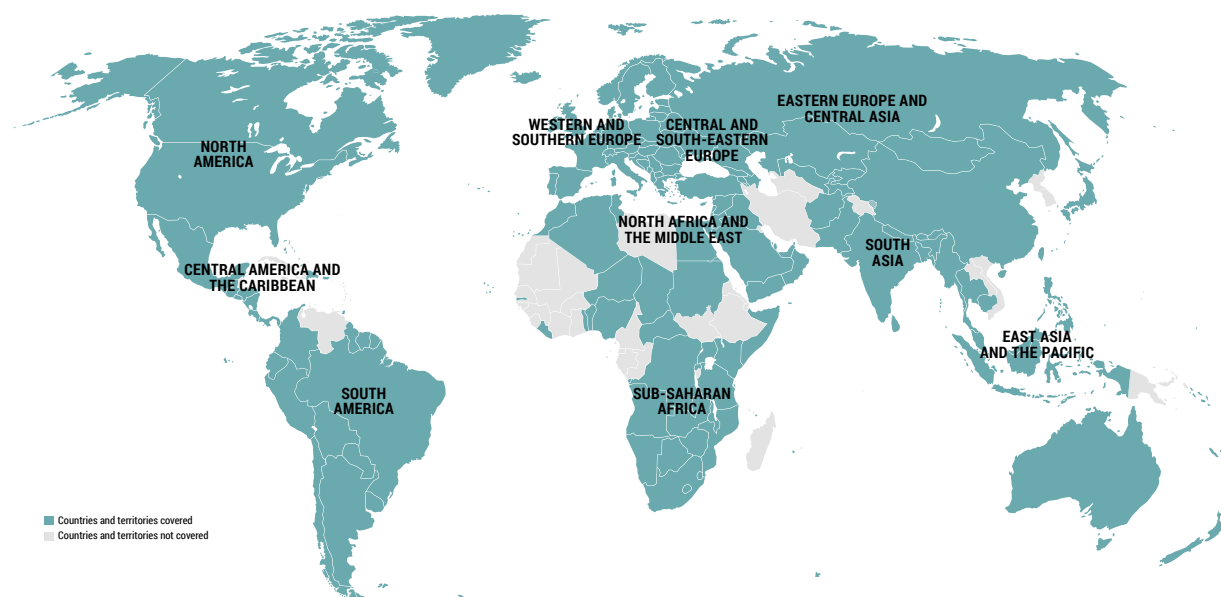 EASTERN EUROPE AND
CENTRAL ASIA
WESTERN AND
SOUTHERN EUROPE
CENTRAL AND
SOUTH-EASTERN
EUROPE
NORTH
AMERICA
NORTH AFRICA AND
THE MIDDLE EAST
SOUTH
ASIA
CENTRAL AMERICA AND
THE CARIBBEAN
EAST ASIA
AND THE PACIFIC
SOUTH
AMERICA
SUB-SAHARAN
AFRICA
Countries and territories covered
Countries and territories not covered